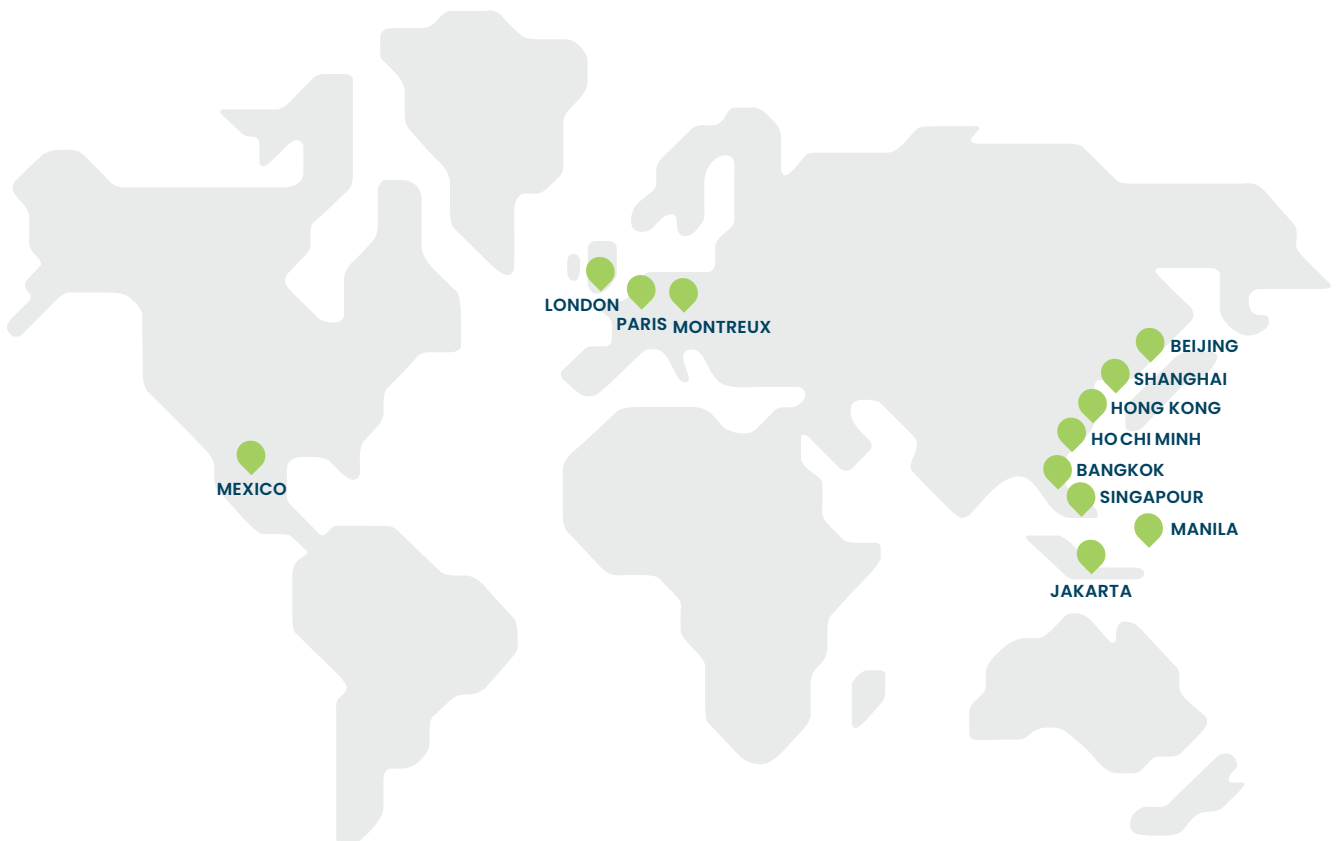 LONDON
PARIS
MONTREUX
BEIJING
SHANGHAI
HONG KONG
HO CHI MINH
BANGKOK
MEXICO
SINGAPOUR
MANILA
JAKARTA